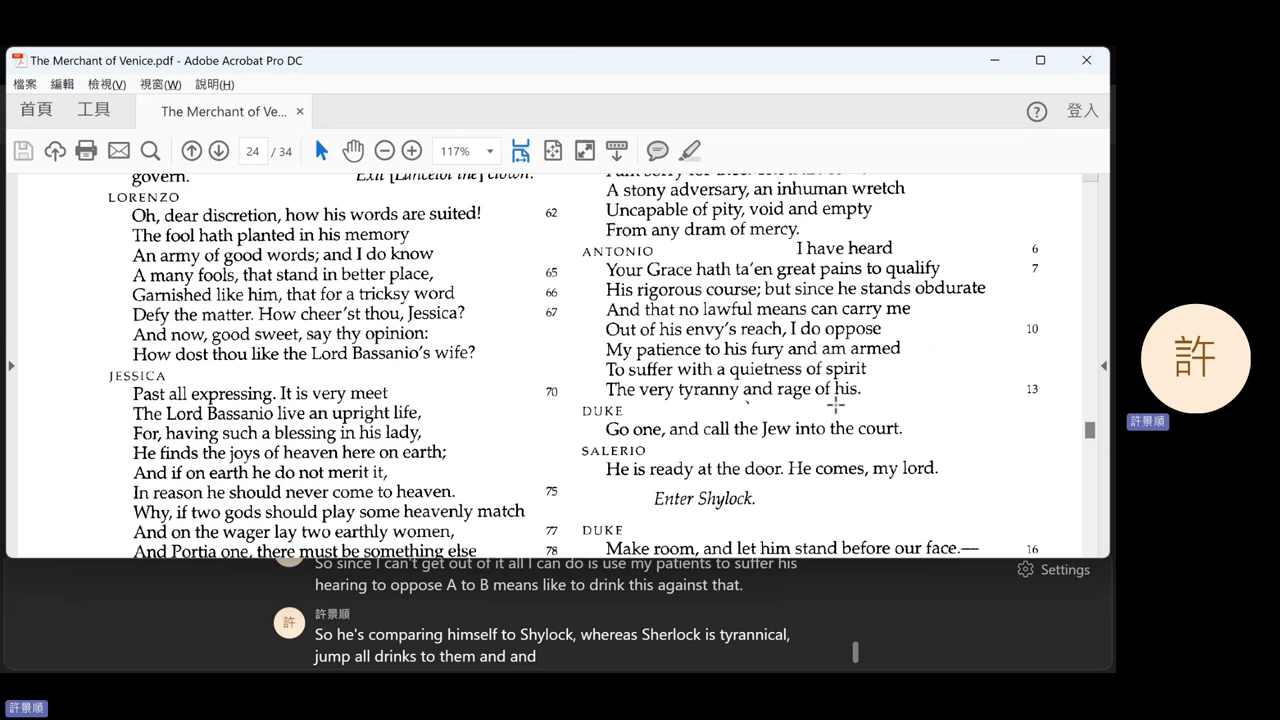 The Merchant of Venice.pdf - Adobe Acrobat Pro DC
檔案 編輯 檢視(V) 視窗(W) 說明(H)
首頁 工具 The Merchant of Ve... × 登入
24 / 34 117%
govern. Exit [Lancelot the] clown.
LORENZO
Oh, dear discretion, how his words are suited! 62
The fool hath planted in his memory
An army of good words; and I do know
A many fools, that stand in better place, 65
Garnished like him, that for a tricksy word 66
Defy the matter. How cheer'st thou, Jessica? 67
And now, good sweet, say thy opinion:
How dost thou like the Lord Bassanio's wife?
JESSICA
Past all expressing. It is very meet 70
The Lord Bassanio live an upright life,
For, having such a blessing in his lady,
He finds the joys of heaven here on earth;
And if on earth he do not merit it,
In reason he should never come to heaven. 75
Why, if two gods should play some heavenly match
And on the wager lay two earthly women, 77
And Portia one, there must be something else 78
A stony adversary, an inhuman wretch
Uncapable of pity, void and empty
From any dram of mercy.
ANTONIO I have heard 6
Your Grace hath ta'en great pains to qualify 7
His rigorous course; but since he stands obdurate
And that no lawful means can carry me
Out of his envy's reach, I do oppose 10
My patience to his fury and am armed
To suffer with a quietness of spirit
The very tyranny and rage of his. 13
DUKE
Go one, and call the Jew into the court.
SALERIO
He is ready at the door. He comes, my lord.
Enter Shylock.
DUKE
Make room, and let him stand before our face.— 16
So since I can't get out of it all I can do is use my patients to suffer his
hearing to oppose A to B means like to drink this against that.
許景順
許
So he's comparing himself to Shylock, whereas Sherlock is tyrannical,
jump all drinks to them and and
Settings
許
許景順
許景順